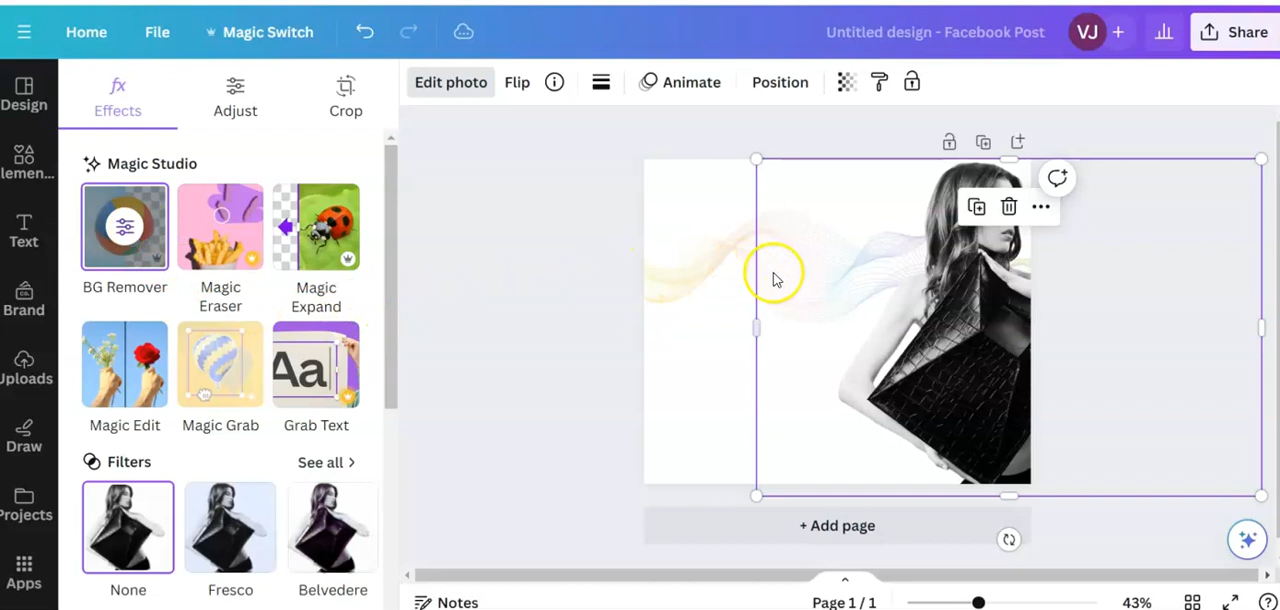 Home File Magic Switch Untitled design - Facebook Post VJ + Share
Design
Elemen...
Text
Brand
Uploads
Draw
Projects
Apps
fx
Effects Adjust Crop
Edit photo Flip Animate Position
Magic Studio
BG Remover
Magic
Eraser
Magic
Expand
Aa
Magic Edit Magic Grab Grab Text
Filters See all >
None Fresco Belvedere
+ Add page
Notes Page 1 / 1 43%